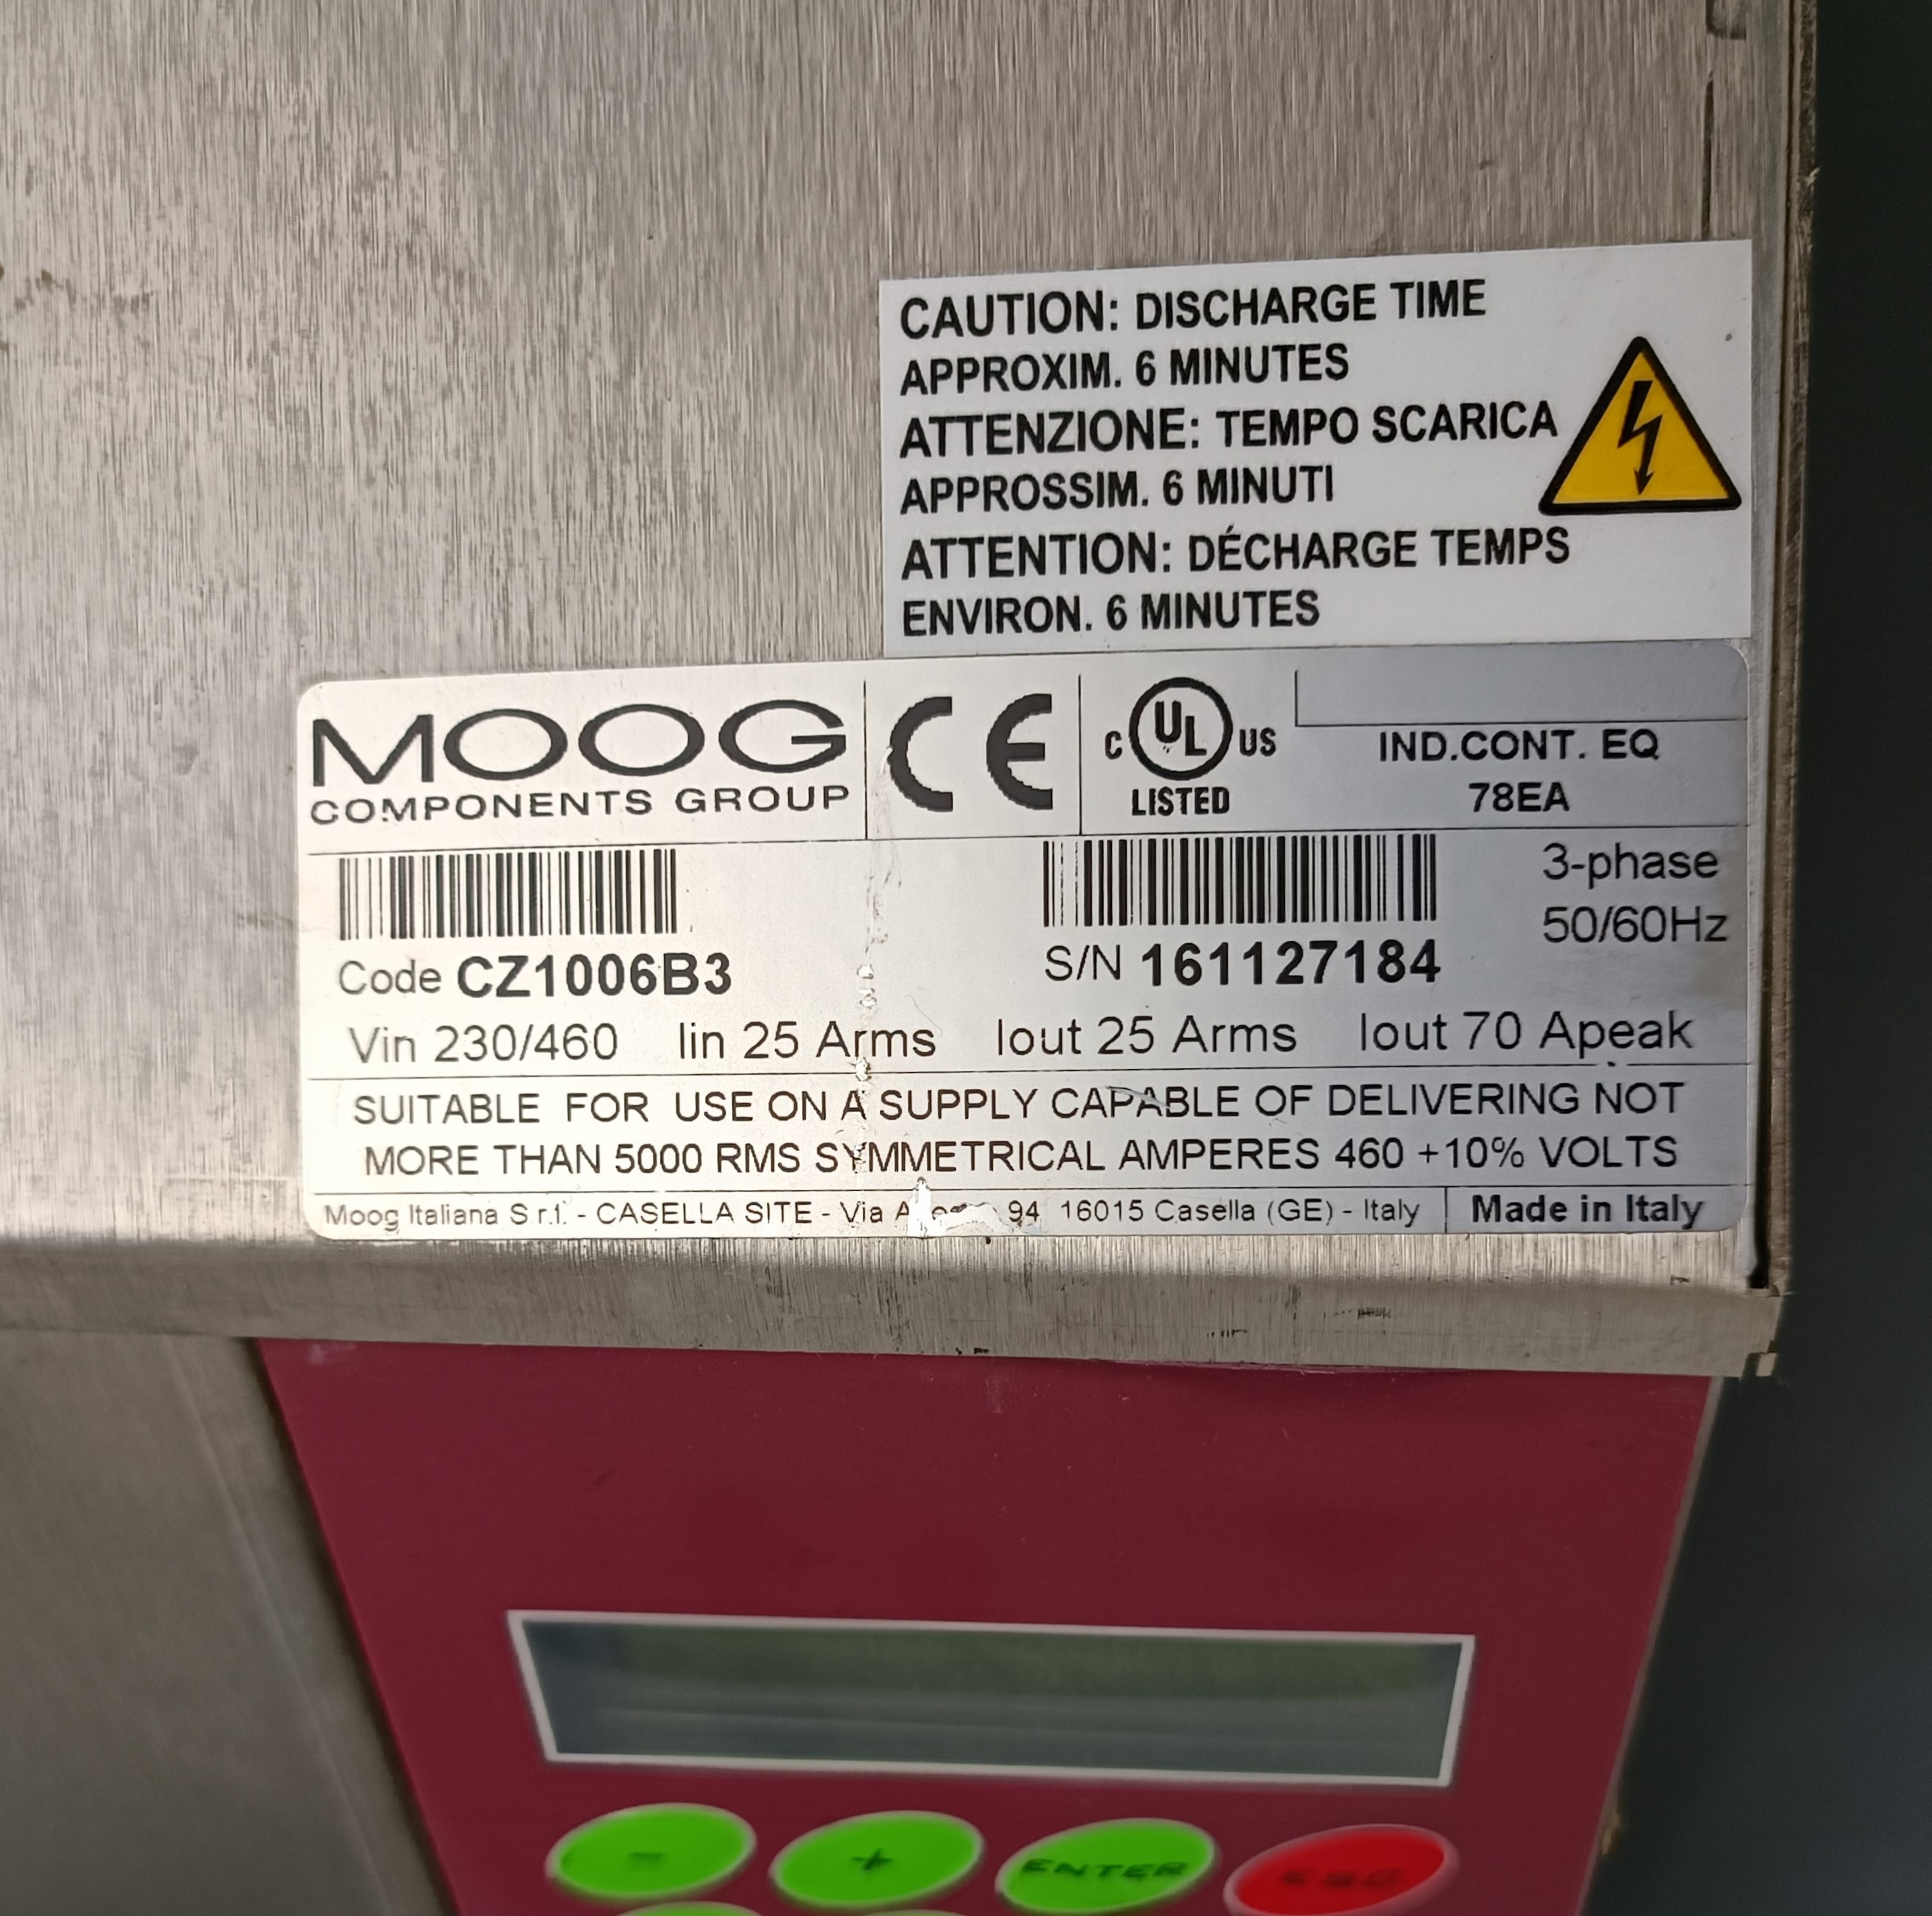 CAUTION: DISCHARGE TIME
APPROXIM. 6 MINUTES
ATTENZIONE: TEMPO SCARICA
APPROSSIM. 6 MINUTI
ATTENTION: DÉCHARGE TEMPS
ENVIRON. 6 MINUTES
MOOG
COMPONENTS GROUP
CE
C UL US
LISTED
IND.CONT. EQ
78EA
3-phase
50/60Hz
Code CZ1006B3
S/N 161127184
Vin 230/460 Iin 25 Arms Iout 25 Arms Iout 70 Apeak
SUITABLE FOR USE ON A SUPPLY CAPABLE OF DELIVERING NOT
MORE THAN 5000 RMS SYMMETRICAL AMPERES 460 +10% VOLTS
Moog Italiana S.r.l. - CASELLA SITE - Via 94 16015 Casella (GE) - Italy
Made in Italy
- + ENTER ESC